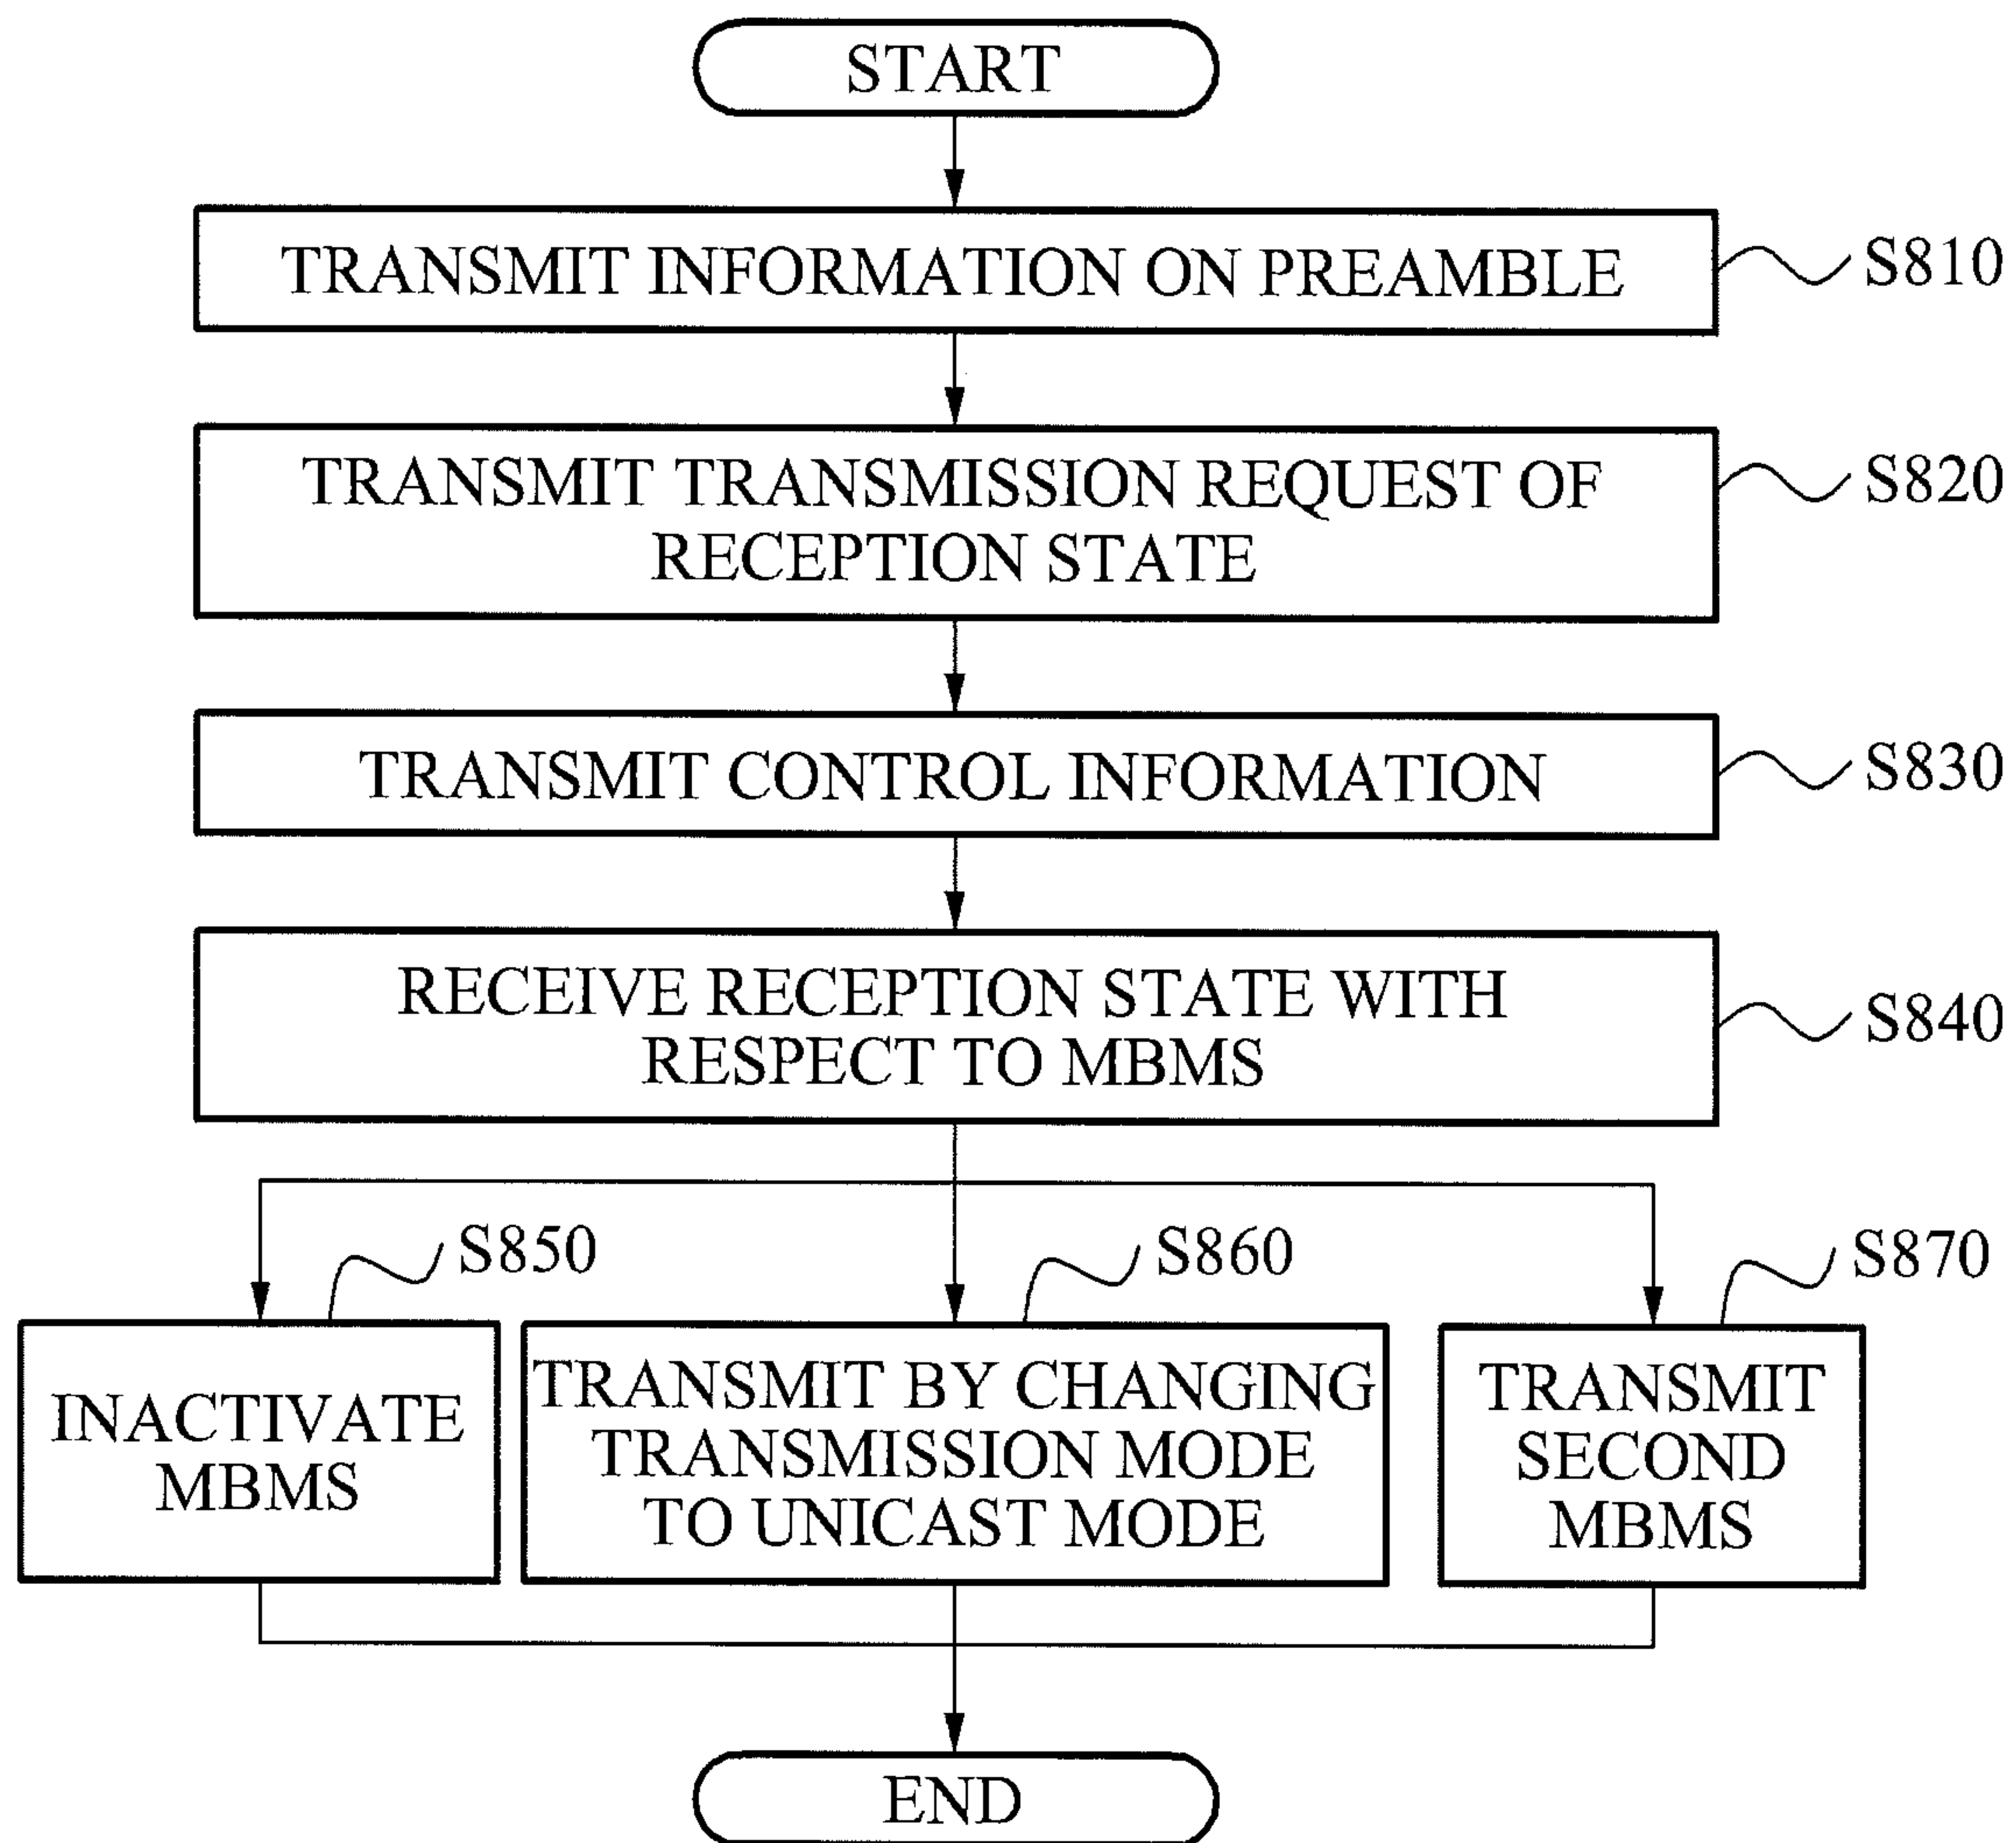 START
TRANSMIT INFORMATION ON PREAMBLE
S810
TRANSMIT TRANSMISSION REQUEST OF
RECEPTION STATE
S820
TRANSMIT CONTROL INFORMATION
S830
RECEIVE RECEPTION STATE WITH
RESPECT TO MBMS
S840
S850
INACTIVATE
MBMS
S860
TRANSMIT BY CHANGING
TRANSMISSION MODE
TO UNICAST MODE
S870
TRANSMIT
SECOND
MBMS
END